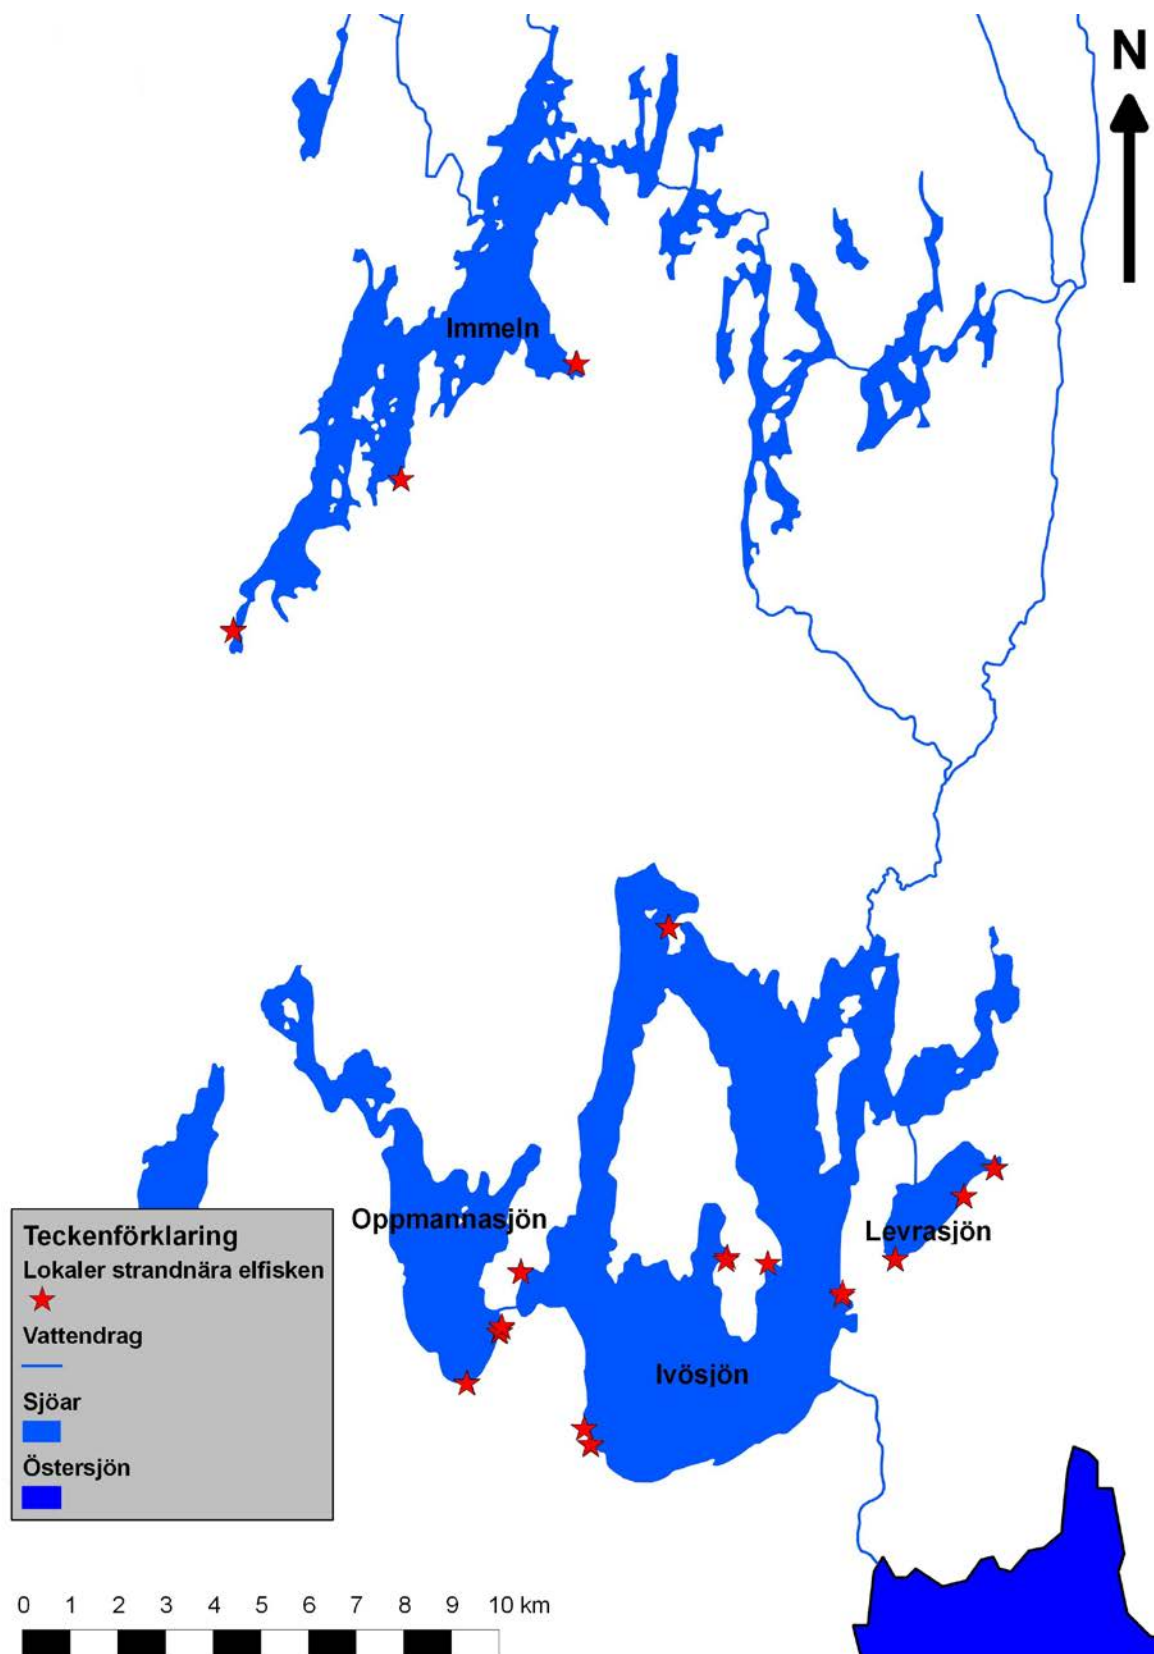 N
Immeln
Oppmannasjön
Levrasjön
Ivösjön
Teckenförklaring
Lokaler strandnära elfisken
Vattendrag
Sjöar
Östersjön
0 1 2 3 4 5 6 7 8 9 10 km